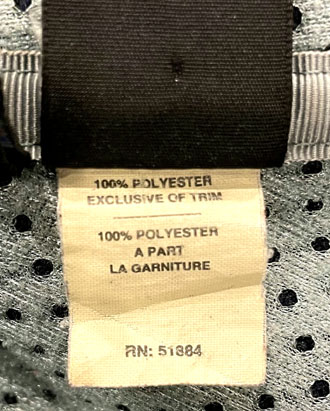 100% POLYESTER
EXCLUSIVE OF TRIM
100% POLYESTER
A PART
LA GARNITURE
RN: 51884